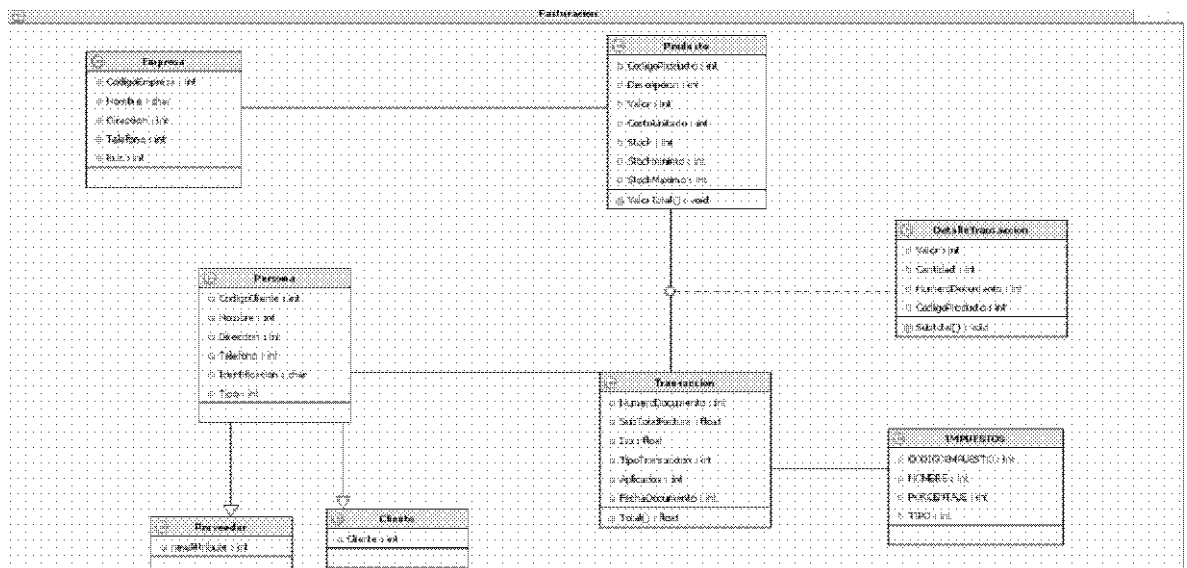 Facturacion
Empresa
CodigoEmpresa : int
Nombre : char
Direccion : int
Telefono : int
Ruc : int
Producto
CodigoProducto : int
Descripcion : int
Valor : int
CostoUnitado : int
Stock : int
StockMinimo : int
StockMaximo : int
ValorTotal() : void
DetalleTransaccion
Valor : int
Cantidad : int
NumeroDocumento : int
CodigoProducto : int
Subtotal() : void
Persona
CodigoCliente : int
Nombre : int
Direccion : int
Telefono : int
Identificacion : char
Tipo : int
Transaccion
NumeroDocumento : int
SubTotalFactura : float
Iva : float
TipoTransaccion : int
Aplicacion : int
FechaDocumento : int
Total() : float
IMPUESTOS
NOMBRE : int
PORCENTAJE : int
TIPO : int
Proveedor
newAttribute : int
Cliente
Cliente : int